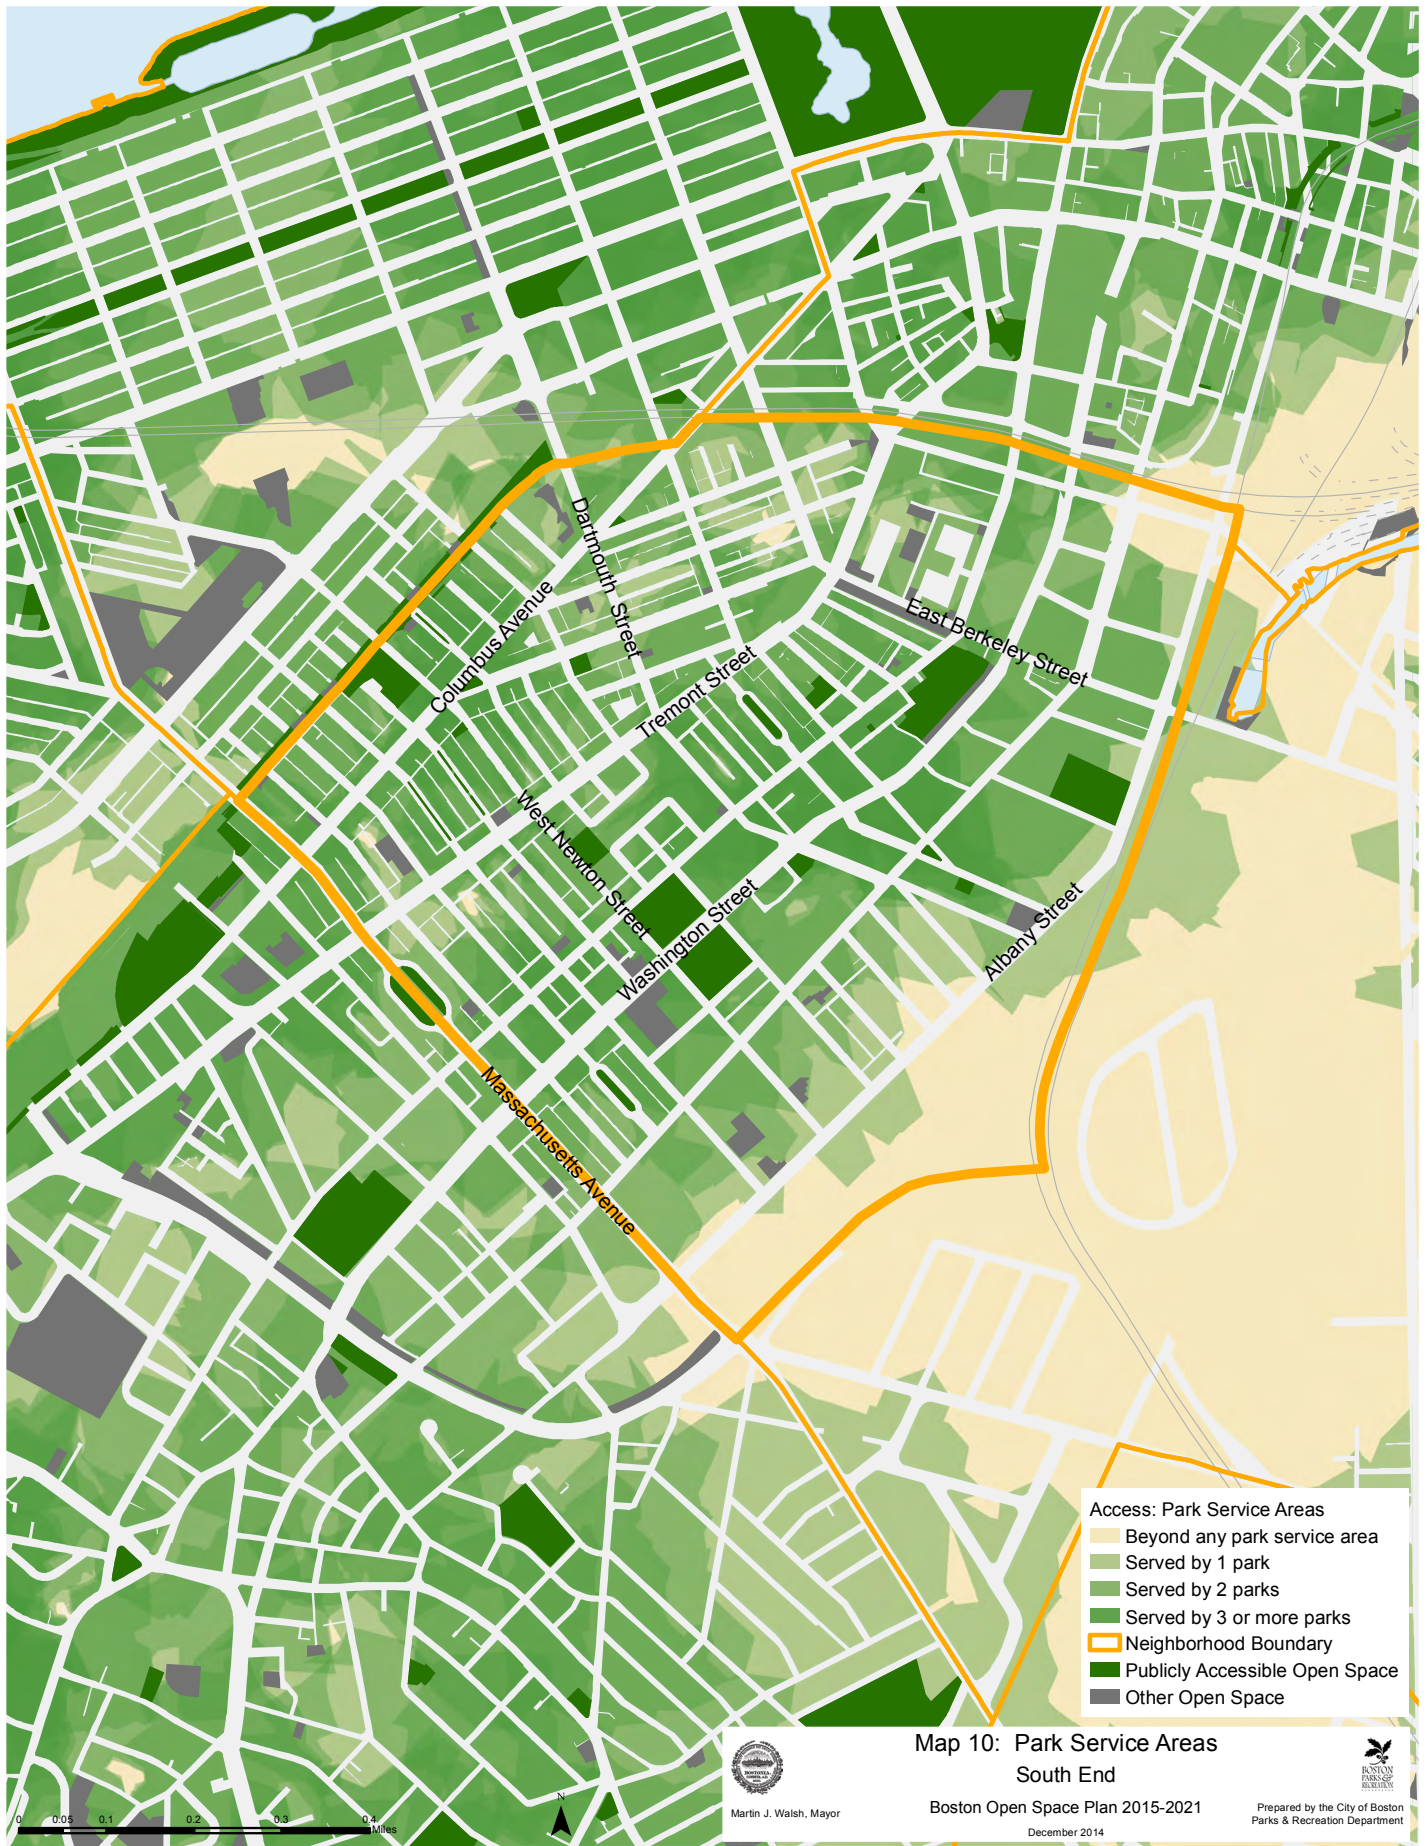 Dartmouth Street
Columbus Avenue
East Berkeley Street
Tremont Street
West Newton Street
Washington Street
Albany Street
Massachusetts Avenue
Access: Park Service Areas
Beyond any park service area
Served by 1 park
Served by 2 parks
Served by 3 or more parks
Neighborhood Boundary
Publicly Accessible Open Space
Other Open Space
Map 10: Park Service Areas
South End
Boston Open Space Plan 2015-2021
December 2014
Martin J. Walsh, Mayor
BOSTON
PARKS &
RECREATION
Prepared by the City of Boston
Parks & Recreation Department
0 0.05 0.1 0.2 0.3 0.4
Miles
N